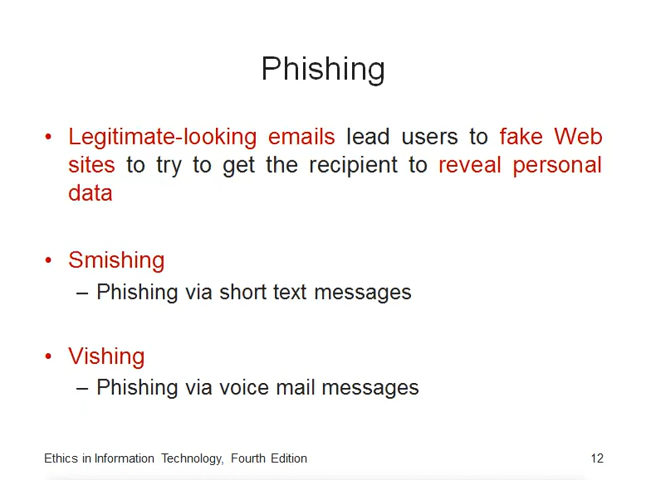 Phishing
• Legitimate-looking emails lead users to fake Web
sites to try to get the recipient to reveal personal
data
• Smishing
– Phishing via short text messages
• Vishing
– Phishing via voice mail messages
Ethics in Information Technology, Fourth Edition
12